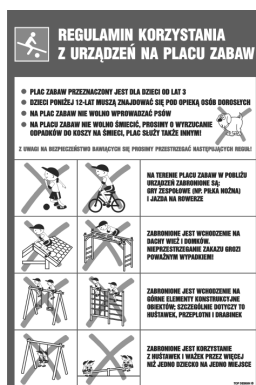 REGULAMIN KORZYSTANIA
Z URZĄDZEŃ NA PLACU ZABAW
PLAC ZABAW PRZEZNACZONY JEST DLA DZIECI OD LAT 3
DZIECI PONIŻEJ 12-LAT MUSZĄ ZNAJDOWAĆ SIĘ POD OPIEKĄ OSÓB DOROSŁYCH
NA PLAC ZABAW NIE WOLNO WPROWADZAĆ PSÓW
NA PLACU ZABAW NIE WOLNO ŚMIECIĆ, PROSIMY O WYRZUCANIE
ODPADKÓW DO KOSZY NA ŚMIECI, PLAC SŁUŻY TAKŻE INNYM!
Z UWAGI NA BEZPIECZEŃSTWO BAWIĄCYCH SIĘ PROSIMY PRZESTRZEGAĆ NASTĘPUJĄCYCH REGUŁ!
NA TERENIE PLACU ZABAW W POBLIŻU
URZĄDZEŃ ZABRONIONE SĄ:
GRY ZESPOŁOWE (NP. PIŁKA NOŻNA)
I JAZDA NA ROWERZE
ZABRONIONE JEST WCHODZENIE NA
DACHY WIEŻ I DOMKÓW.
NIEPRZESTRZEGANIE ZAKAZU GROZI
POWAŻNYM WYPADKIEM!
ZABRONIONE JEST WCHODZENIE NA
GÓRNE ELEMENTY KONSTRUKCYJNE
OBIEKTÓW; SZCZEGÓLNIE DOTYCZY TO
HUŚTAWEK, PRZEPLOTNI I DRABINEK
ZABRONIONE JEST KORZYSTANIE
Z HUŚTAWEK I WAŻEK PRZEZ WIĘCEJ
NIŻ JEDNO DZIECKO NA JEDNO MIEJSCE